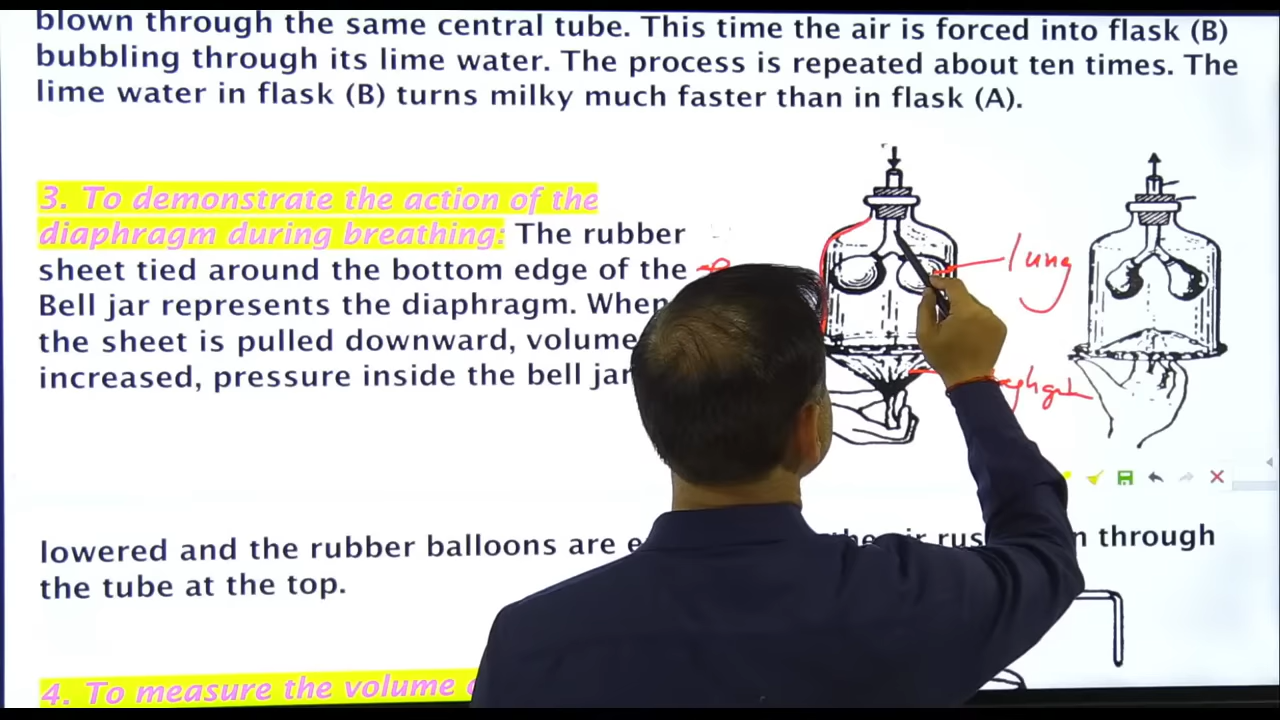 blown through the same central tube. This time the air is forced into flask (B)
bubbling through its lime water. The process is repeated about ten times. The
lime water in flask (B) turns milky much faster than in flask (A).
3. To demonstrate the action of the
diaphragm during breathing: The rubber
sheet tied around the bottom edge of the
Bell jar represents the diaphragm. When
the sheet is pulled downward, volume
increased, pressure inside the bell jar
lung
lowered and the rubber balloons are
through
the tube at the top.
4. To measure the volume